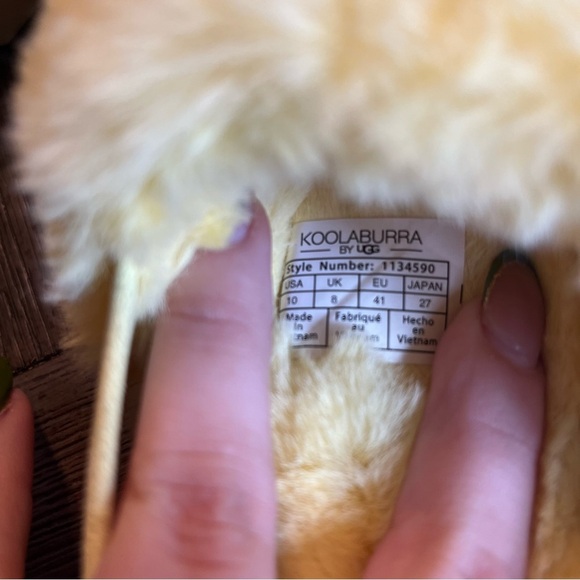 KOOLABURRA
BY UGG
Style Number: 1134590
USA UK EU JAPAN
10 8 41 27
Made Fabriqué Hecho
in au en
Vietnam